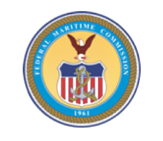 FEDERAL MARITIME COMMISSION
1961